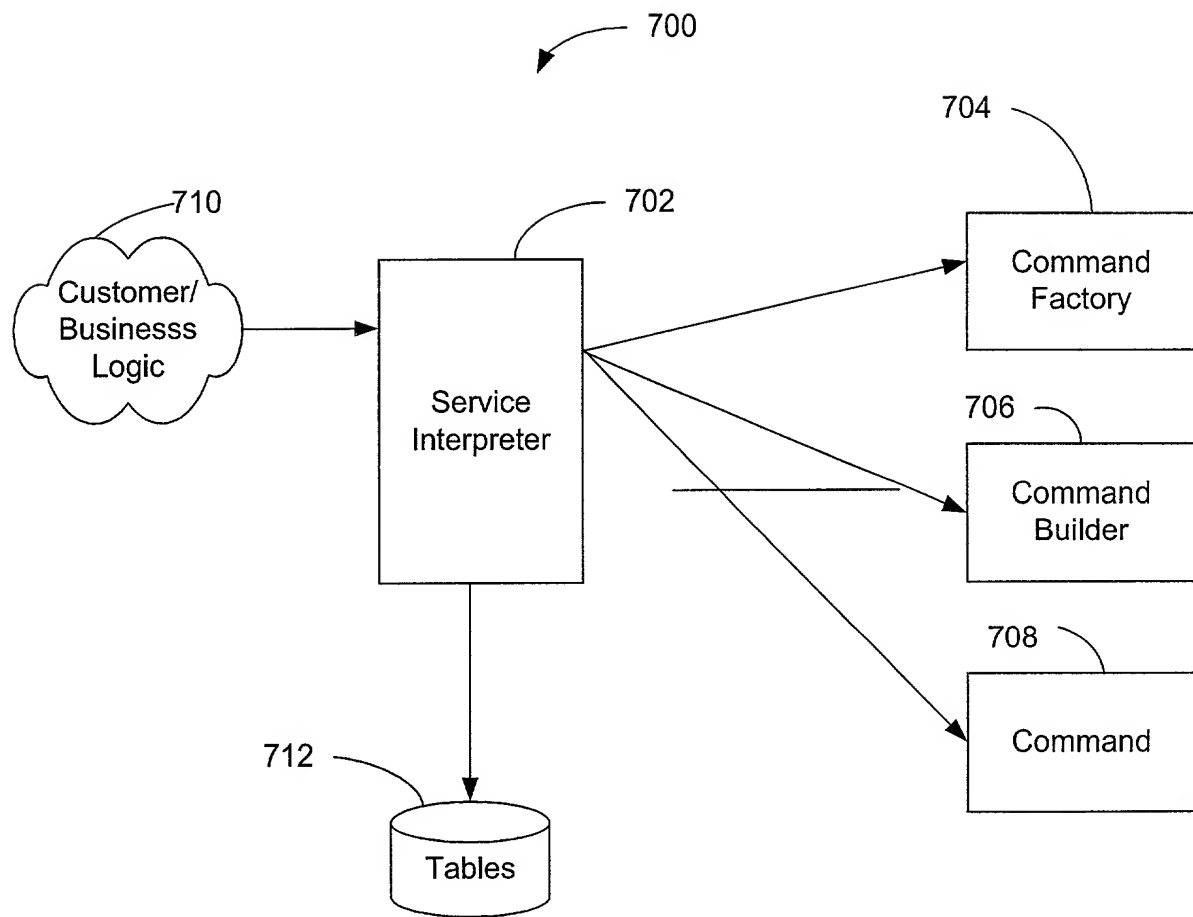 700
704
710
702
Customer/
Businesss
Logic
Command
Factory
Service
Interpreter
706
Command
Builder
708
Command
712
Tables